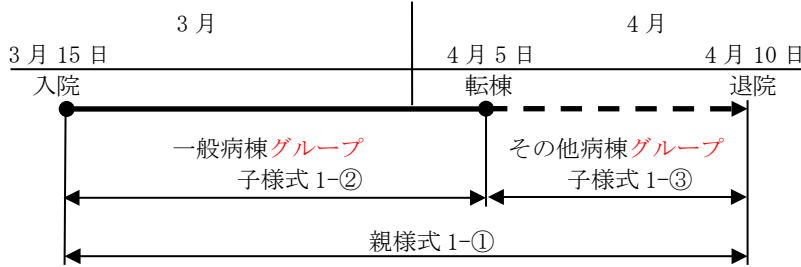 3 月 4 月
3 月 15 日 4 月 5 日 4 月 10 日
入院 転棟 退院
一般病棟グループ その他病棟グループ
子様式 1-② 子様式 1-③
親様式 1-①